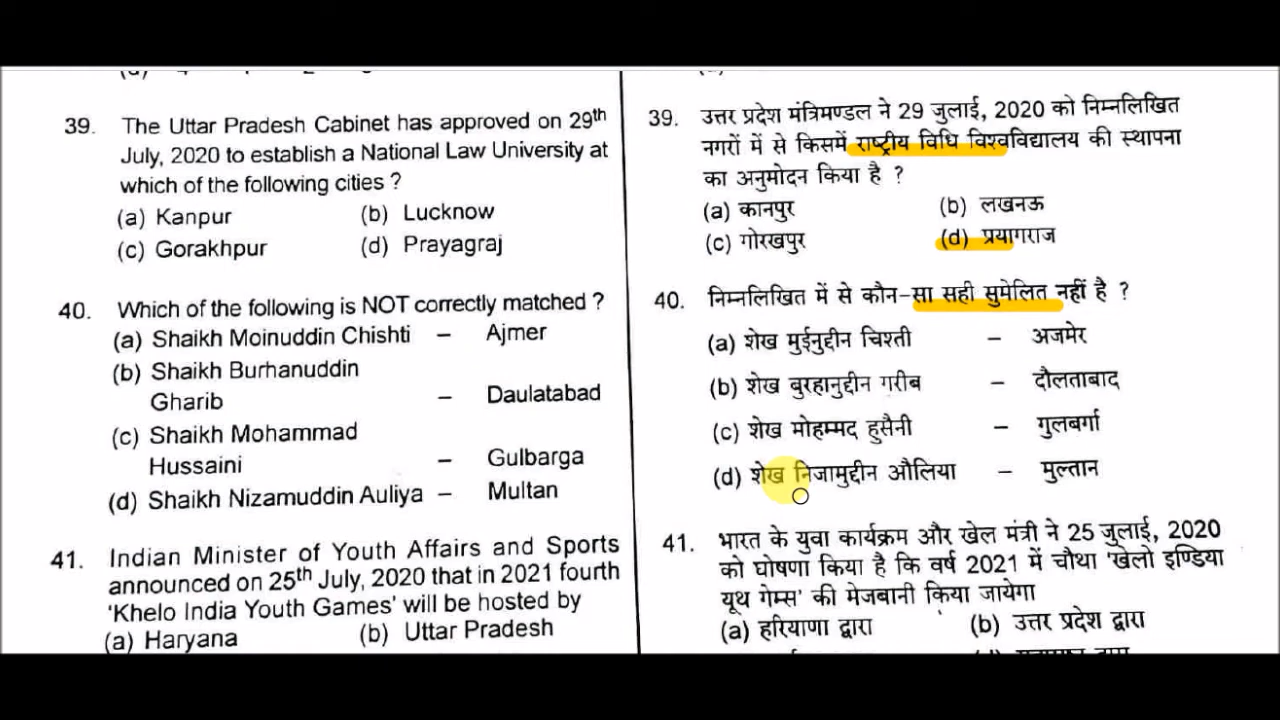 39. The Uttar Pradesh Cabinet has approved on 29th
July, 2020 to establish a National Law University at
which of the following cities ?
(a) Kanpur (b) Lucknow
(c) Gorakhpur (d) Prayagraj
40. Which of the following is NOT correctly matched ?
(a) Shaikh Moinuddin Chishti – Ajmer
(b) Shaikh Burhanuddin
Gharib – Daulatabad
(c) Shaikh Mohammad
Hussaini – Gulbarga
(d) Shaikh Nizamuddin Auliya – Multan
41. Indian Minister of Youth Affairs and Sports
announced on 25th July, 2020 that in 2021 fourth
‘Khelo India Youth Games’ will be hosted by
(a) Haryana (b) Uttar Pradesh
39. उत्तर प्रदेश मंत्रिमण्डल ने 29 जुलाई, 2020 को निम्नलिखित
नगरों में से किसमें राष्ट्रीय विधि विश्वविद्यालय की स्थापना
का अनुमोदन किया है ?
(a) कानपुर (b) लखनऊ
(c) गोरखपुर (d) प्रयागराज
40. निम्नलिखित में से कौन-सा सही सुमेलित नहीं है ?
(a) शेख मुईनुद्दीन चिश्ती – अजमेर
(b) शेख बुरहानुद्दीन गरीब – दौलताबाद
(c) शेख मोहम्मद हुसैनी – गुलबर्गा
(d) शेख निजामुद्दीन औलिया – मुल्तान
41. भारत के युवा कार्यक्रम और खेल मंत्री ने 25 जुलाई, 2020
को घोषणा किया है कि वर्ष 2021 में चौथा ‘खेलो इण्डिया
यूथ गेम्स’ की मेजबानी किया जायेगा
(a) हरियाणा द्वारा (b) उत्तर प्रदेश द्वारा